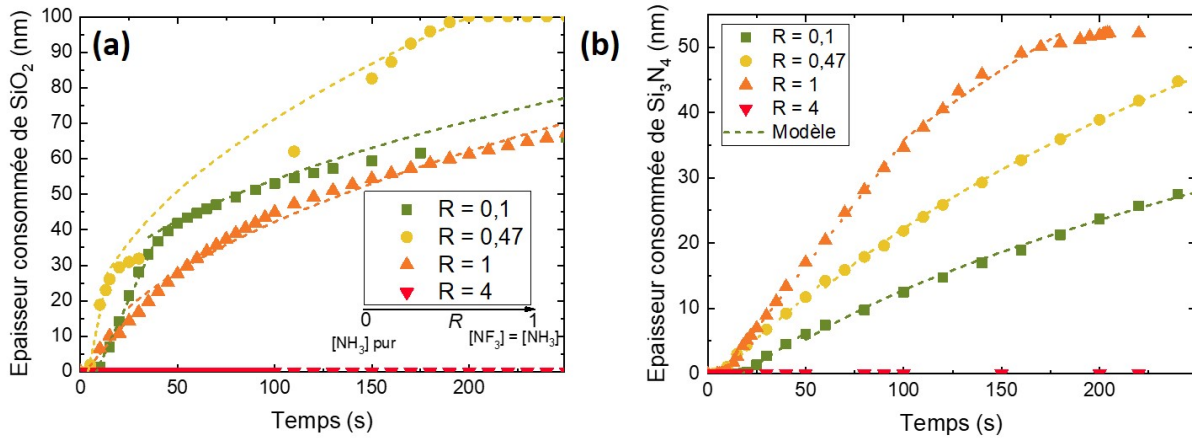 (a)
Epaisseur consommée de SiO2 (nm)
100
90
80
70
60
50
40
30
20
10
0
0 50 100 150 200
Temps (s)
R = 0,1
R = 0,47
R = 1
R = 4
0 R 1
[NH3] pur [NF3] = [NH3]
(b)
Epaisseur consommée de Si3N4 (nm)
50
40
30
20
10
0
0 50 100 150 200
Temps (s)
R = 0,1
R = 0,47
R = 1
R = 4
Modèle